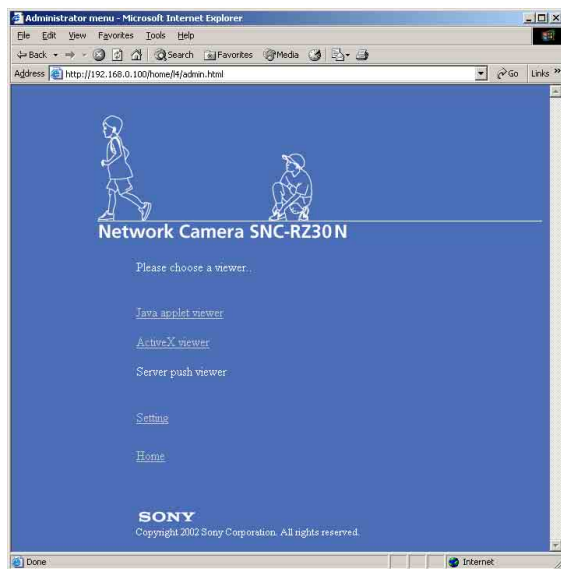 Administrator menu - Microsoft Internet Explorer
File Edit View Favorites Tools Help
Back Search Favorites Media
Address http://192.168.0.100/home/l4/admin.html Go Links »
Network Camera SNC-RZ30N
Please choose a viewer..
Java applet viewer
ActiveX viewer
Server push viewer
Setting
Home
SONY
Copyright 2002 Sony Corporation. All rights reserved.
Done Internet